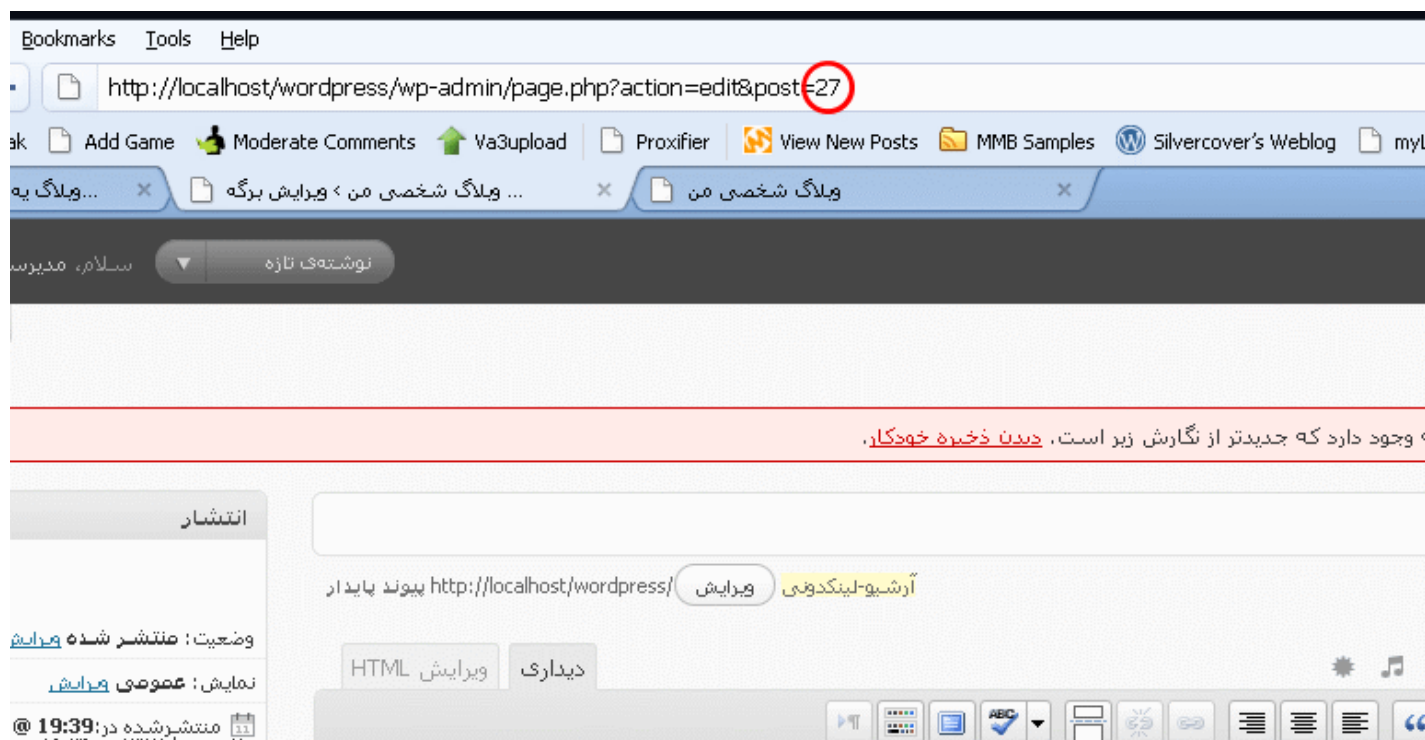 Bookmarks Tools Help
http://localhost/wordpress/wp-admin/page.php?action=edit&post=27
Add Game Moderate Comments Va3upload Proxifier View New Posts MMB Samples Silvercover's Weblog
وبلاگ یه... وبلاگ شخصی من › ویرایش برگه ... وبلاگ شخصی من
سلام، نوشته‌ی تازه
وجود دارد که جدیدتر از نگارش زیر است. دیدن ذخیره خودکار.
انتشار
پیوند پایدار http://localhost/wordpress/ ویرایش آرشیو-لینکدونی
وضعیت: منتشر شده ویرایش
ویرایش HTML دیداری
نمایش: عمومی ویرایش
منتشرشده در: 19:39 @
ABC